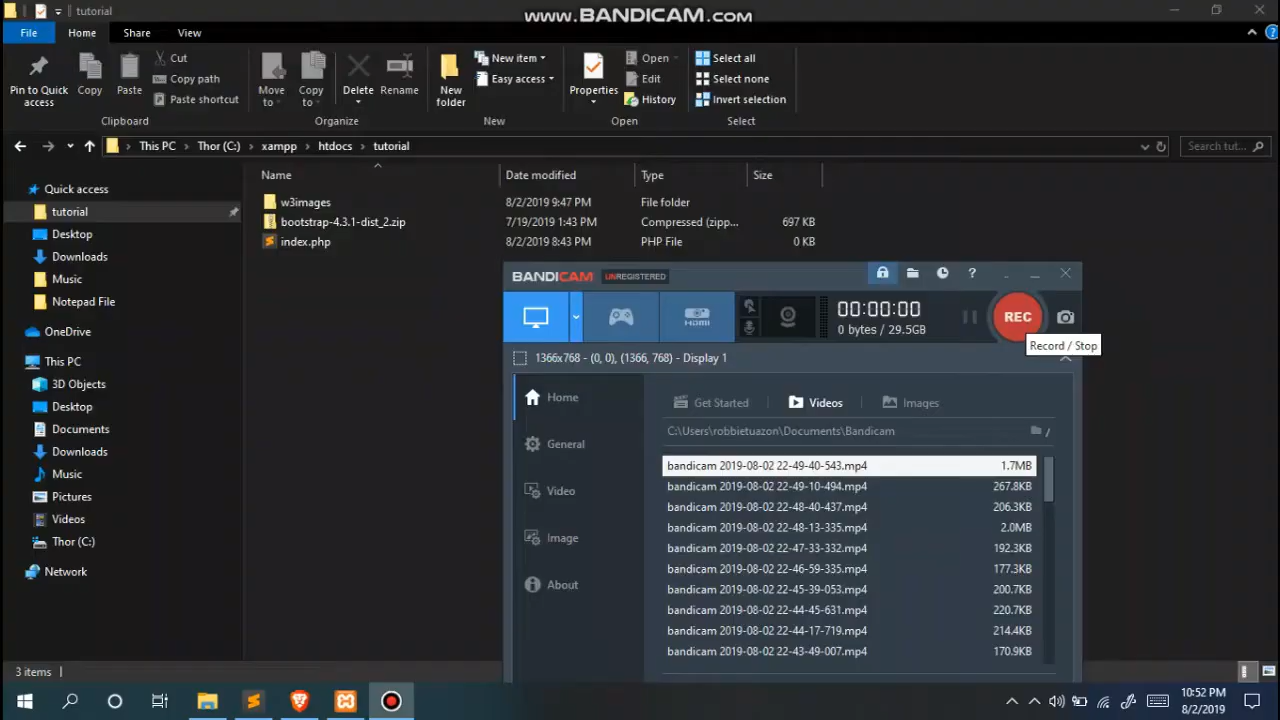 tutorial
www.BANDICAM.com
File Home Share View
Pin to Quick access
Copy
Paste
Cut
Copy path
Paste shortcut
Clipboard
Move to
Copy to
Delete
Rename
Organize
New folder
New item
Easy access
New
Properties
Open
Edit
History
Open
Select all
Select none
Invert selection
Select
This PC > Thor (C:) > xampp > htdocs > tutorial
Search tut...
Name Date modified Type Size
w3images 8/2/2019 9:47 PM File folder
bootstrap-4.3.1-dist_2.zip 7/19/2019 1:43 PM Compressed (zipp... 697 KB
index.php 8/2/2019 8:43 PM PHP File 0 KB
Quick access
tutorial
Desktop
Downloads
Music
Notepad File
OneDrive
This PC
3D Objects
Desktop
Documents
Downloads
Music
Pictures
Videos
Thor (C:)
Network
3 items
BANDICAM UNREGISTERED
?
HDMI
00:00:00
0 bytes / 29.5GB
REC
Record / Stop
1366x768 - (0, 0), (1366, 768) - Display 1
Home
General
Video
Image
About
Get Started Videos Images
C:\Users\robbietuazon\Documents\Bandicam
/
bandicam 2019-08-02 22-49-40-543.mp4 1.7MB
bandicam 2019-08-02 22-49-10-494.mp4 267.8KB
bandicam 2019-08-02 22-48-40-437.mp4 206.3KB
bandicam 2019-08-02 22-48-13-335.mp4 2.0MB
bandicam 2019-08-02 22-47-33-332.mp4 192.3KB
bandicam 2019-08-02 22-46-59-335.mp4 177.3KB
bandicam 2019-08-02 22-45-39-053.mp4 200.7KB
bandicam 2019-08-02 22-44-45-631.mp4 220.7KB
bandicam 2019-08-02 22-44-17-719.mp4 214.4KB
bandicam 2019-08-02 22-43-49-007.mp4 170.9KB
10:52 PM
8/2/2019